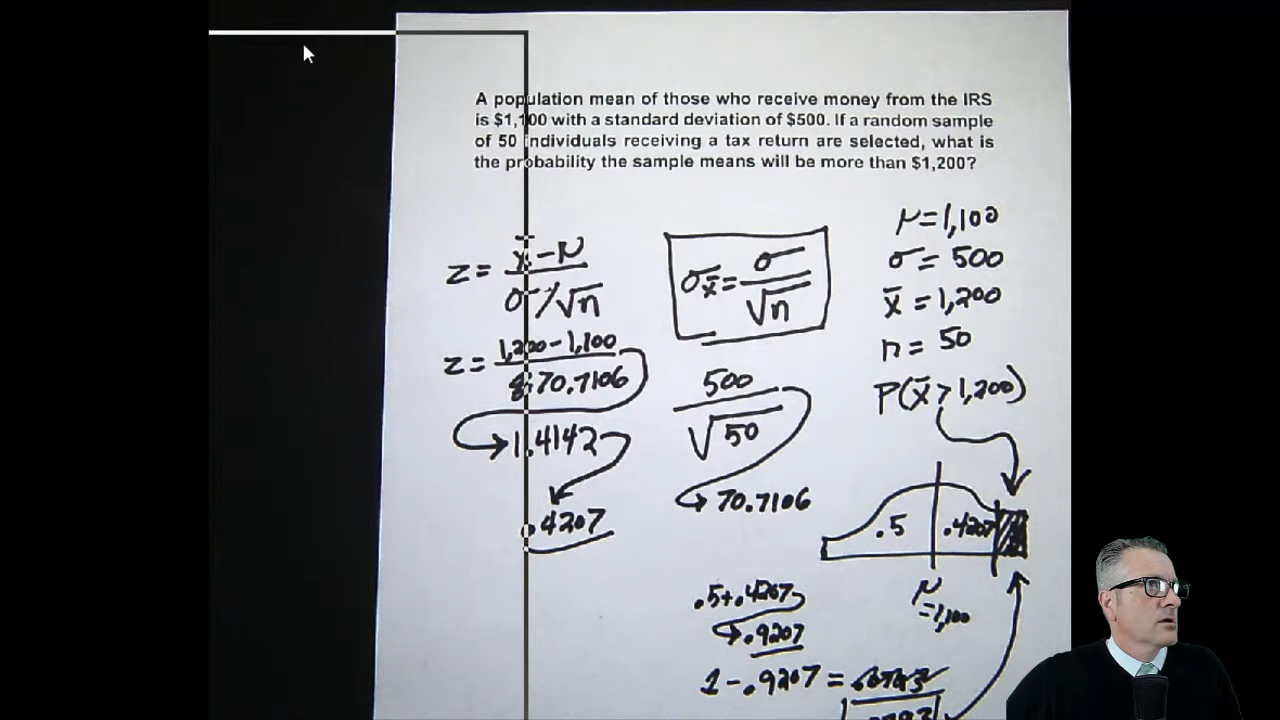 A population mean of those who receive money from the IRS
is $1,100 with a standard deviation of $500. If a random sample
of 50 individuals receiving a tax return are selected, what is
the probability the sample means will be more than $1,200?
z = x̄ - μ
σ/√n
z = 1,200 - 1,100
70.7106
1.4142
.4207
σx̄ = σ
√n
500
√50
70.7106
μ = 1,100
σ = 500
x̄ = 1,200
n = 50
P(x̄ > 1,200)
.5 .4207
μ
= 1,100
.5 + .4207
.9207
1 - .9207 =